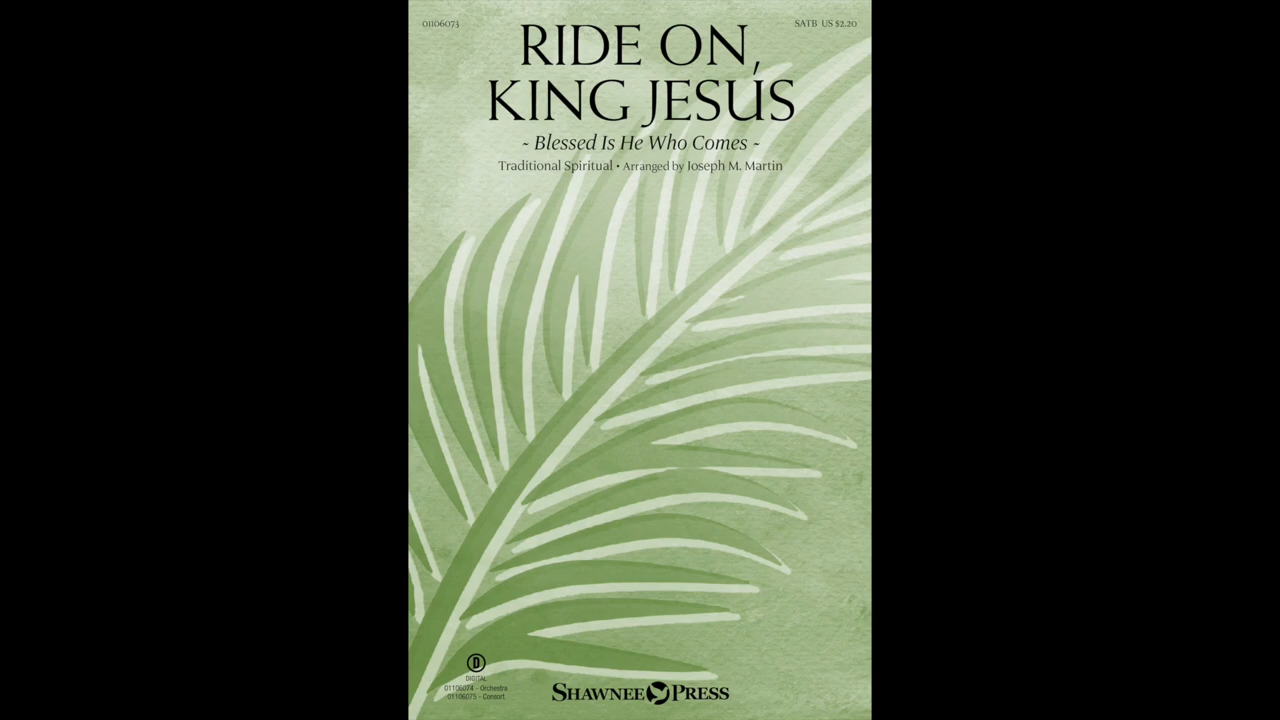 01106073
SATB US $2.20
RIDE ON,
KING JESUS
~ Blessed Is He Who Comes ~
Traditional Spiritual • Arranged by Joseph M. Martin
D
DIGITAL
01106074 - Orchestra
01106075 - Consort
SHAWNEE PRESS